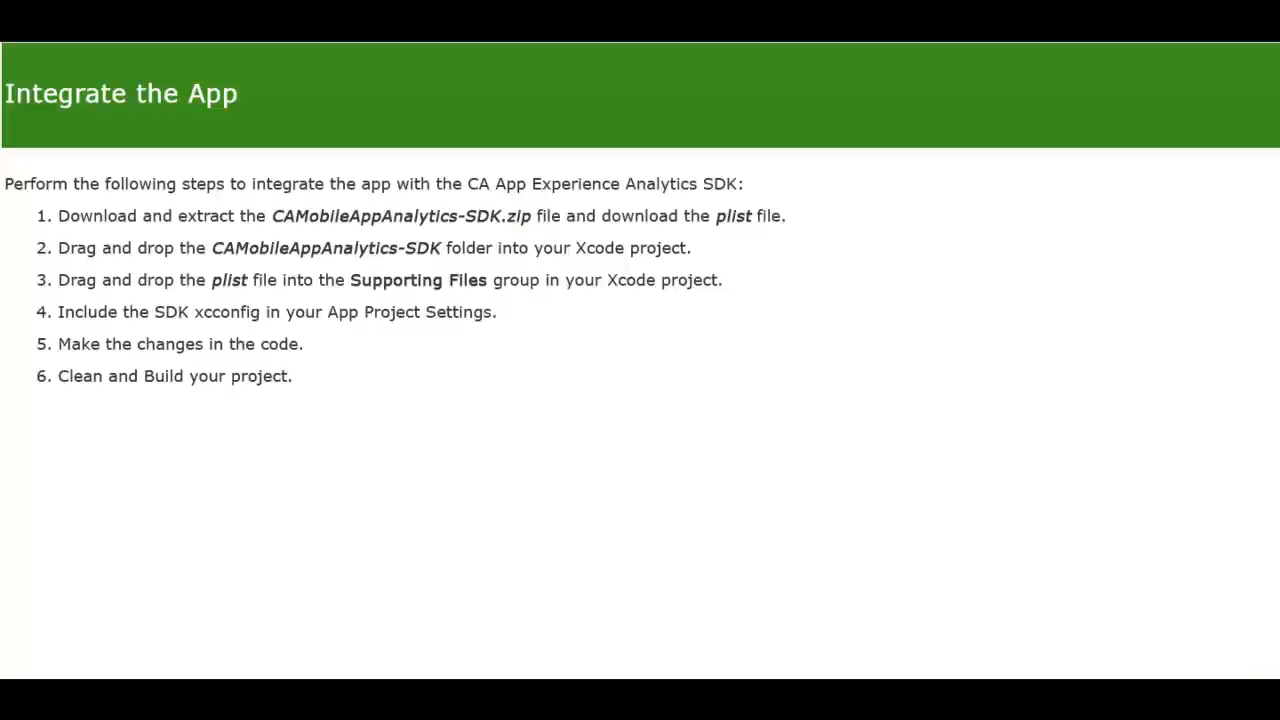 Integrate the App
Perform the following steps to integrate the app with the CA App Experience Analytics SDK:
1. Download and extract the CAMobileAppAnalytics-SDK.zip file and download the plist file.
2. Drag and drop the CAMobileAppAnalytics-SDK folder into your Xcode project.
3. Drag and drop the plist file into the Supporting Files group in your Xcode project.
4. Include the SDK xcconfig in your App Project Settings.
5. Make the changes in the code.
6. Clean and Build your project.